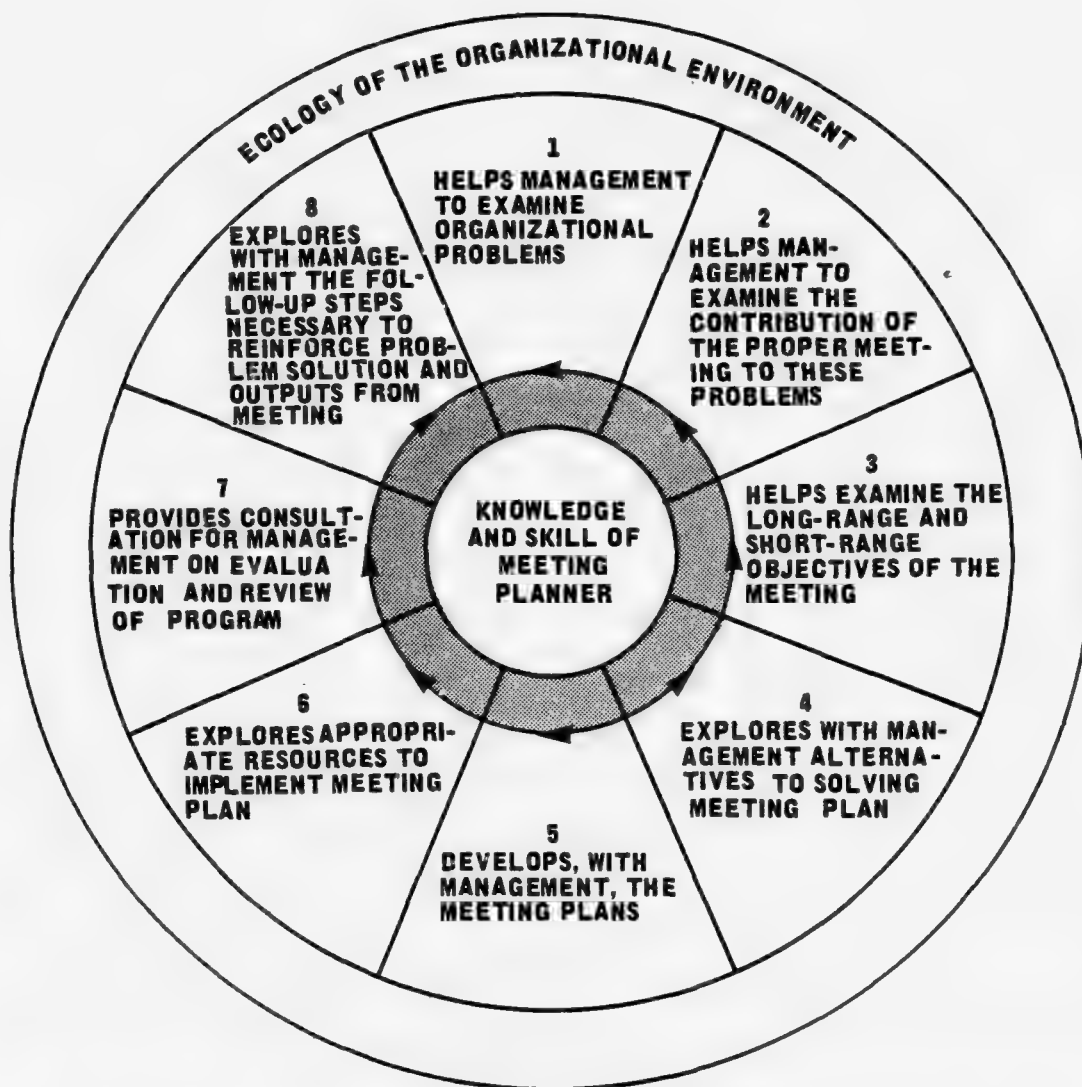 ECOLOGY OF THE ORGANIZATIONAL ENVIRONMENT
1
HELPS MANAGEMENT
TO EXAMINE
ORGANIZATIONAL
PROBLEMS
2
HELPS MAN-
AGEMENT TO
EXAMINE THE
CONTRIBUTION OF
THE PROPER MEET-
ING TO THESE
PROBLEMS
3
HELPS EXAMINE THE
LONG-RANGE AND
SHORT-RANGE
OBJECTIVES OF THE
MEETING
4
EXPLORES WITH MAN-
AGEMENT ALTERNA-
TIVES TO SOLVING
MEETING PLAN
5
DEVELOPS, WITH
MANAGEMENT, THE
MEETING PLANS
6
EXPLORES APPROPRI-
ATE RESOURCES TO
IMPLEMENT MEETING
PLAN
7
PROVIDES CONSULT-
ATION FOR MANAGE-
MENT ON EVALUA
TION AND REVIEW
OF PROGRAM
8
EXPLORES
WITH MANAGE-
MENT THE FOL-
LOW-UP STEPS
NECESSARY TO
REINFORCE PROB-
LEM SOLUTION AND
OUTPUTS FROM
MEETING
KNOWLEDGE
AND SKILL OF
MEETING
PLANNER